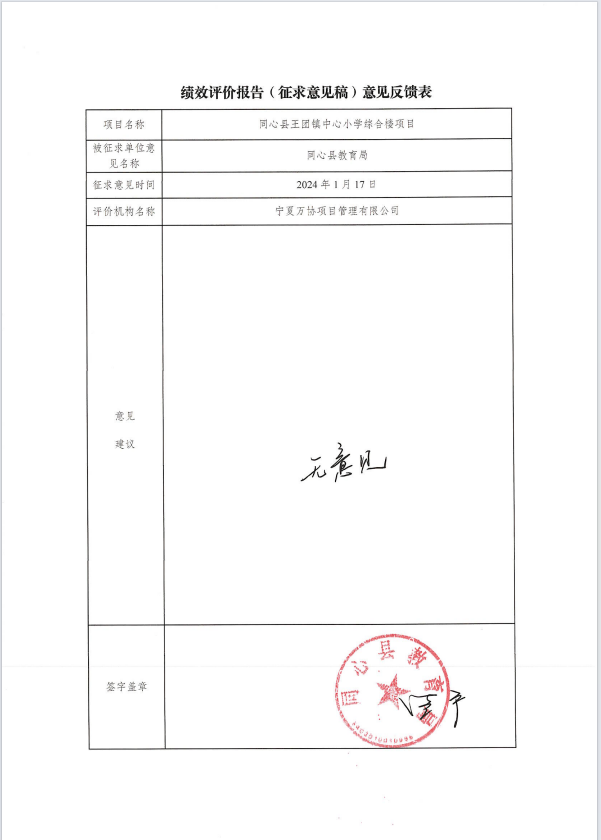 绩效评价报告（征求意见稿）意见反馈表
项目名称
同心县王团镇中心小学综合楼项目
被征求单位意
见名称
同心县教育局
征求意见时间
2024 年 1 月 17 日
评价机构名称
宁夏万协项目管理有限公司
意见
建议
无意见
签字盖章
同心县教育局